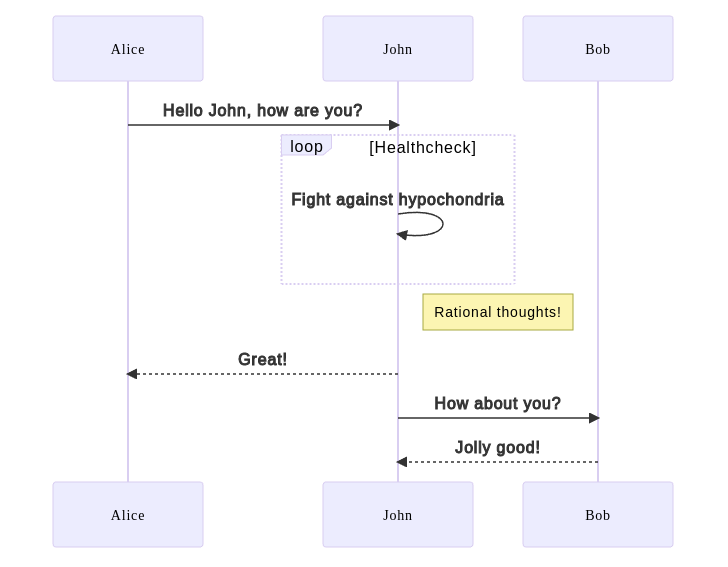 Alice
John
Bob
Hello John, how are you?
loop
[Healthcheck]
Fight against hypochondria
Rational thoughts!
Great!
How about you?
Jolly good!
Alice
John
Bob